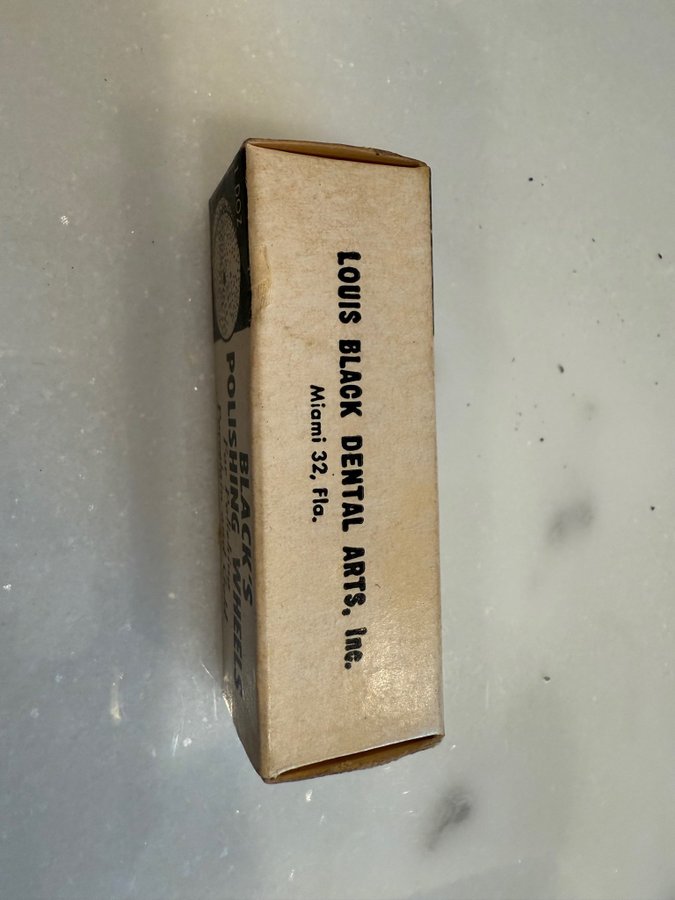 LOUIS BLACK DENTAL ARTS, Inc.
Miami 32, Fla.
BLACK'S
POLISHING WHEELS